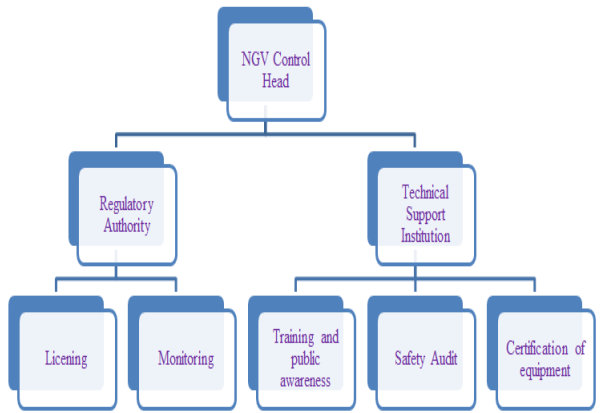 NGV Control
Head
Regulatory
Authority
Technical
Support
Institution
Licening
Monitoring
Training and
public
awareness
Safety Audit
Certification of
equipment